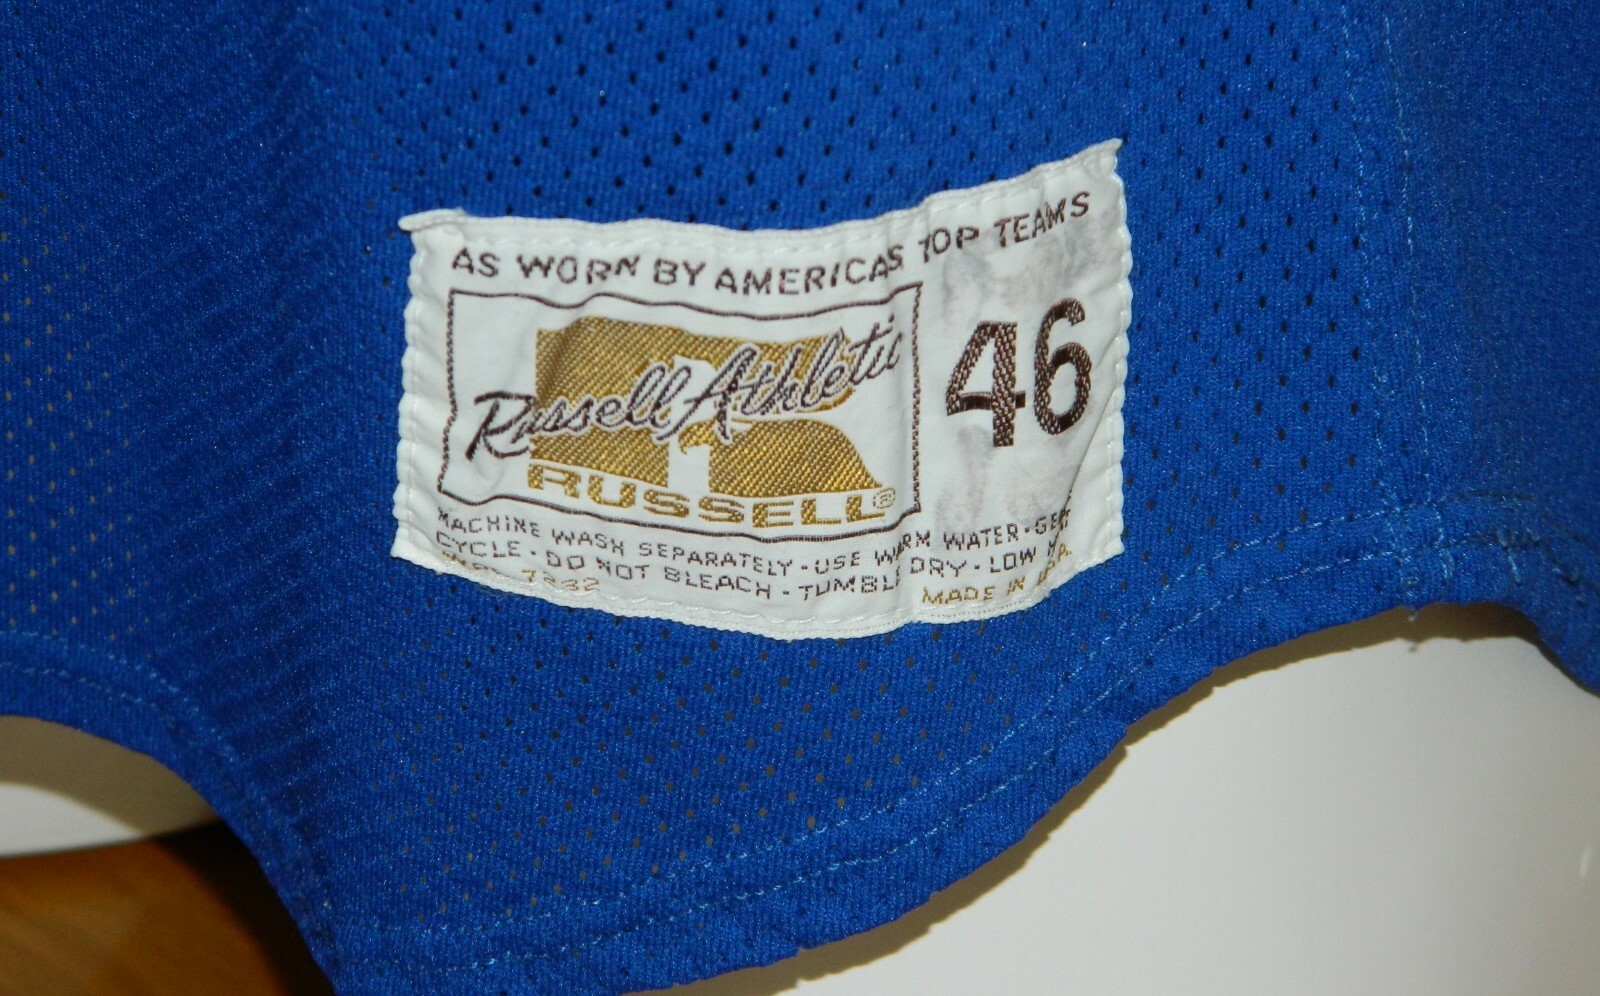 AS WORN BY AMERICAS TOP TEAMS
Russell Athletic
RUSSELL®
46
MACHINE WASH SEPARATELY · USE WARM WATER ·
CYCLE · DO NOT BLEACH · TUMBLE DRY · LOW
MADE IN